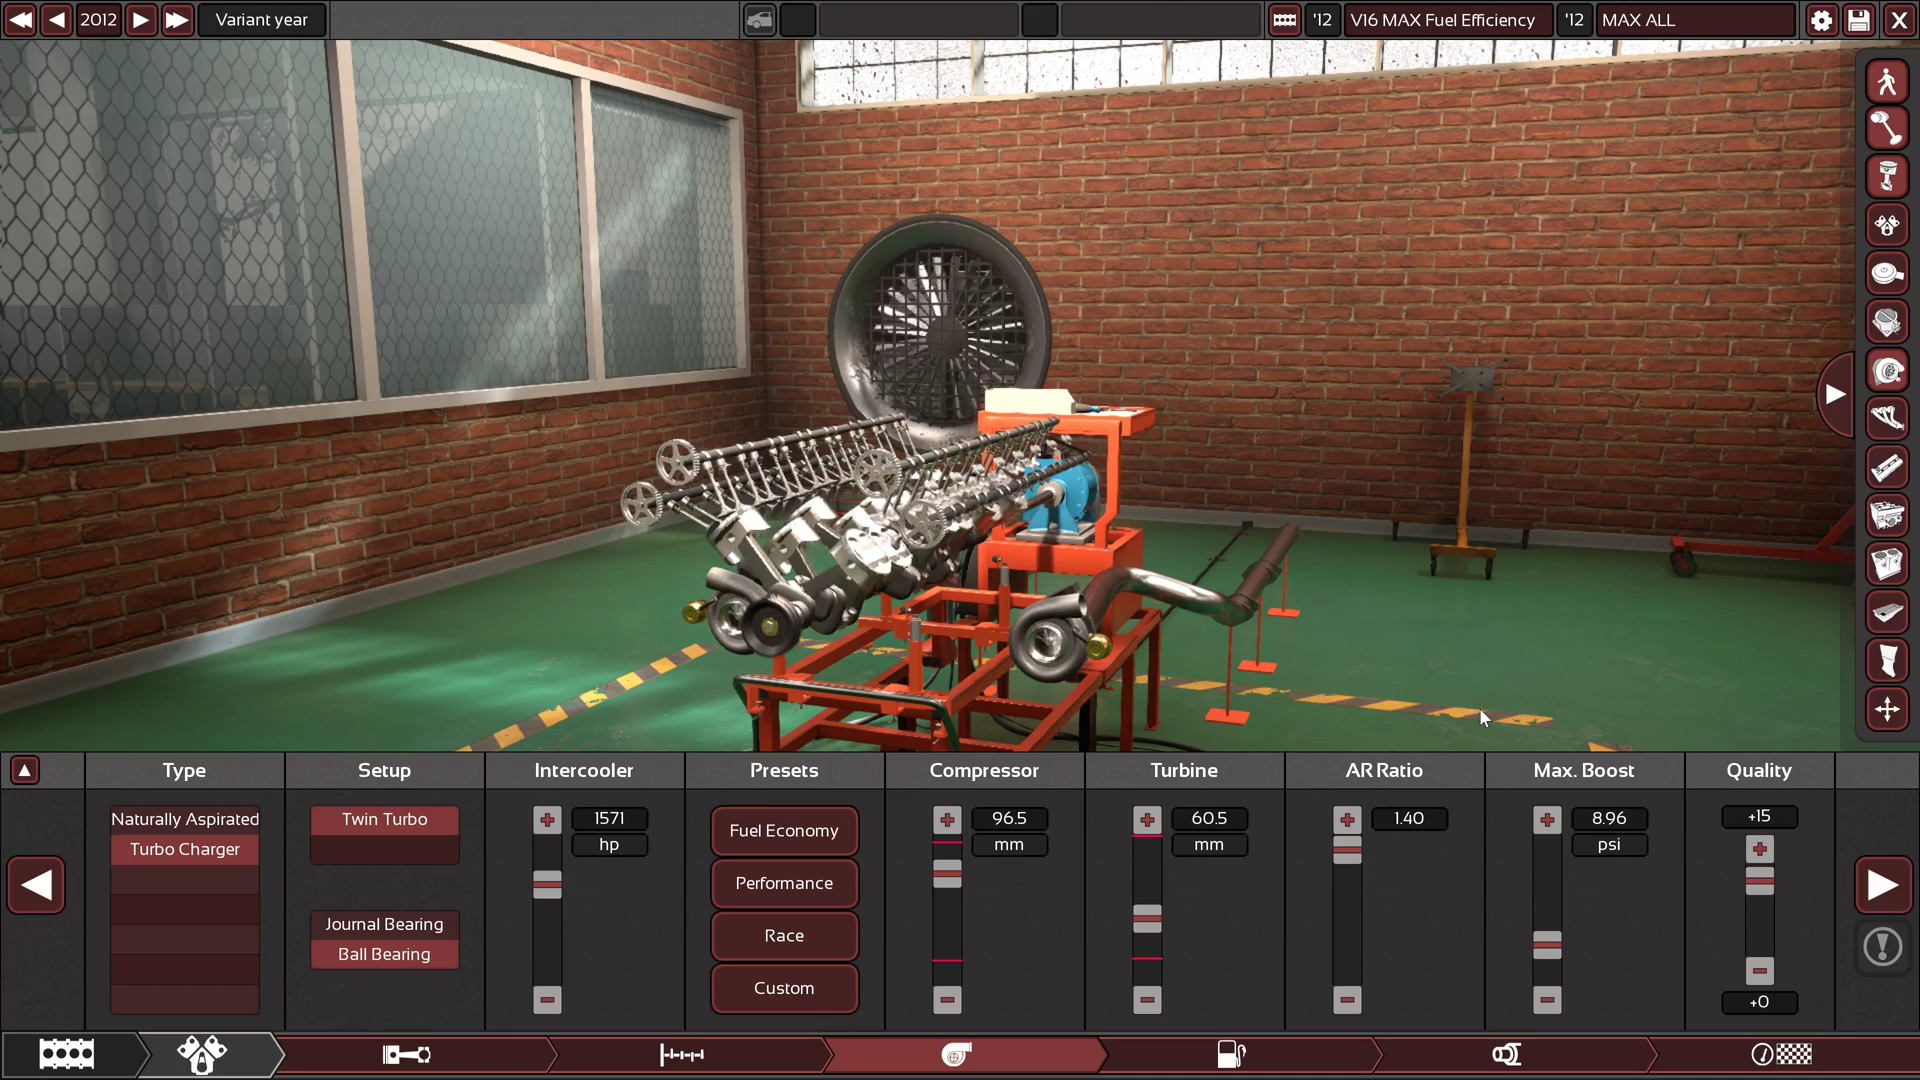 2012
Variant year
'12
V16 MAX Fuel Efficiency
'12
MAX ALL
Type
Setup
Intercooler
Presets
Compressor
Turbine
AR Ratio
Max. Boost
Quality
Naturally Aspirated
Turbo Charger
Twin Turbo
Journal Bearing
Ball Bearing
1571
hp
Fuel Economy
Performance
Race
Custom
96.5
mm
60.5
mm
1.40
8.96
psi
+15
+0